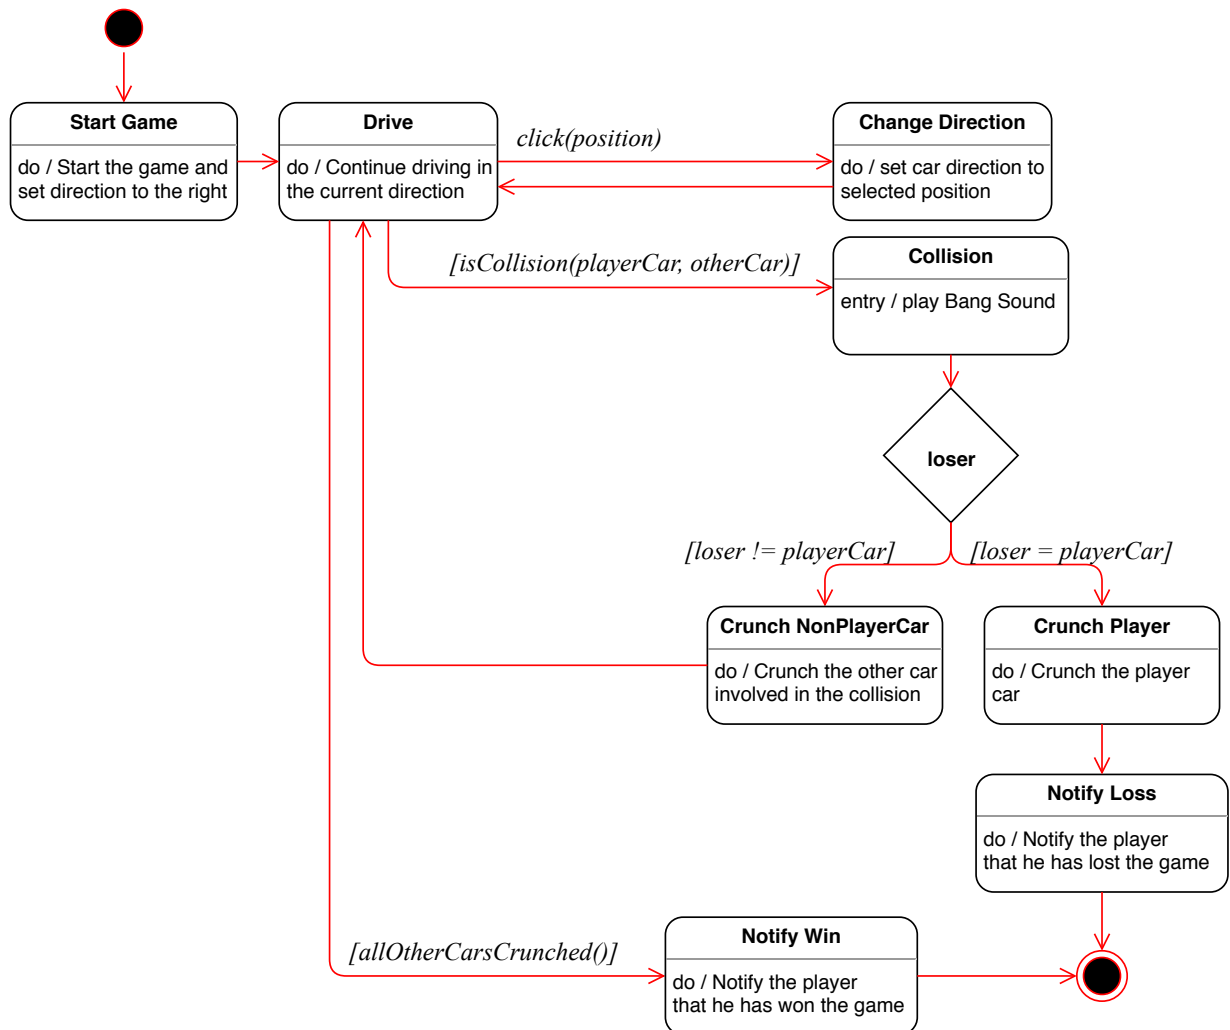 Start Game
do / Start the game and
set direction to the right
Drive
do / Continue driving in
the current direction
click(position)
Change Direction
do / set car direction to
selected position
[isCollision(playerCar, otherCar)]
Collision
entry / play Bang Sound
loser
[loser != playerCar]
[loser = playerCar]
Crunch NonPlayerCar
do / Crunch the other car
involved in the collision
Crunch Player
do / Crunch the player
car
Notify Loss
do / Notify the player
that he has lost the game
[allOtherCarsCrunched()]
Notify Win
do / Notify the player
that he has won the game